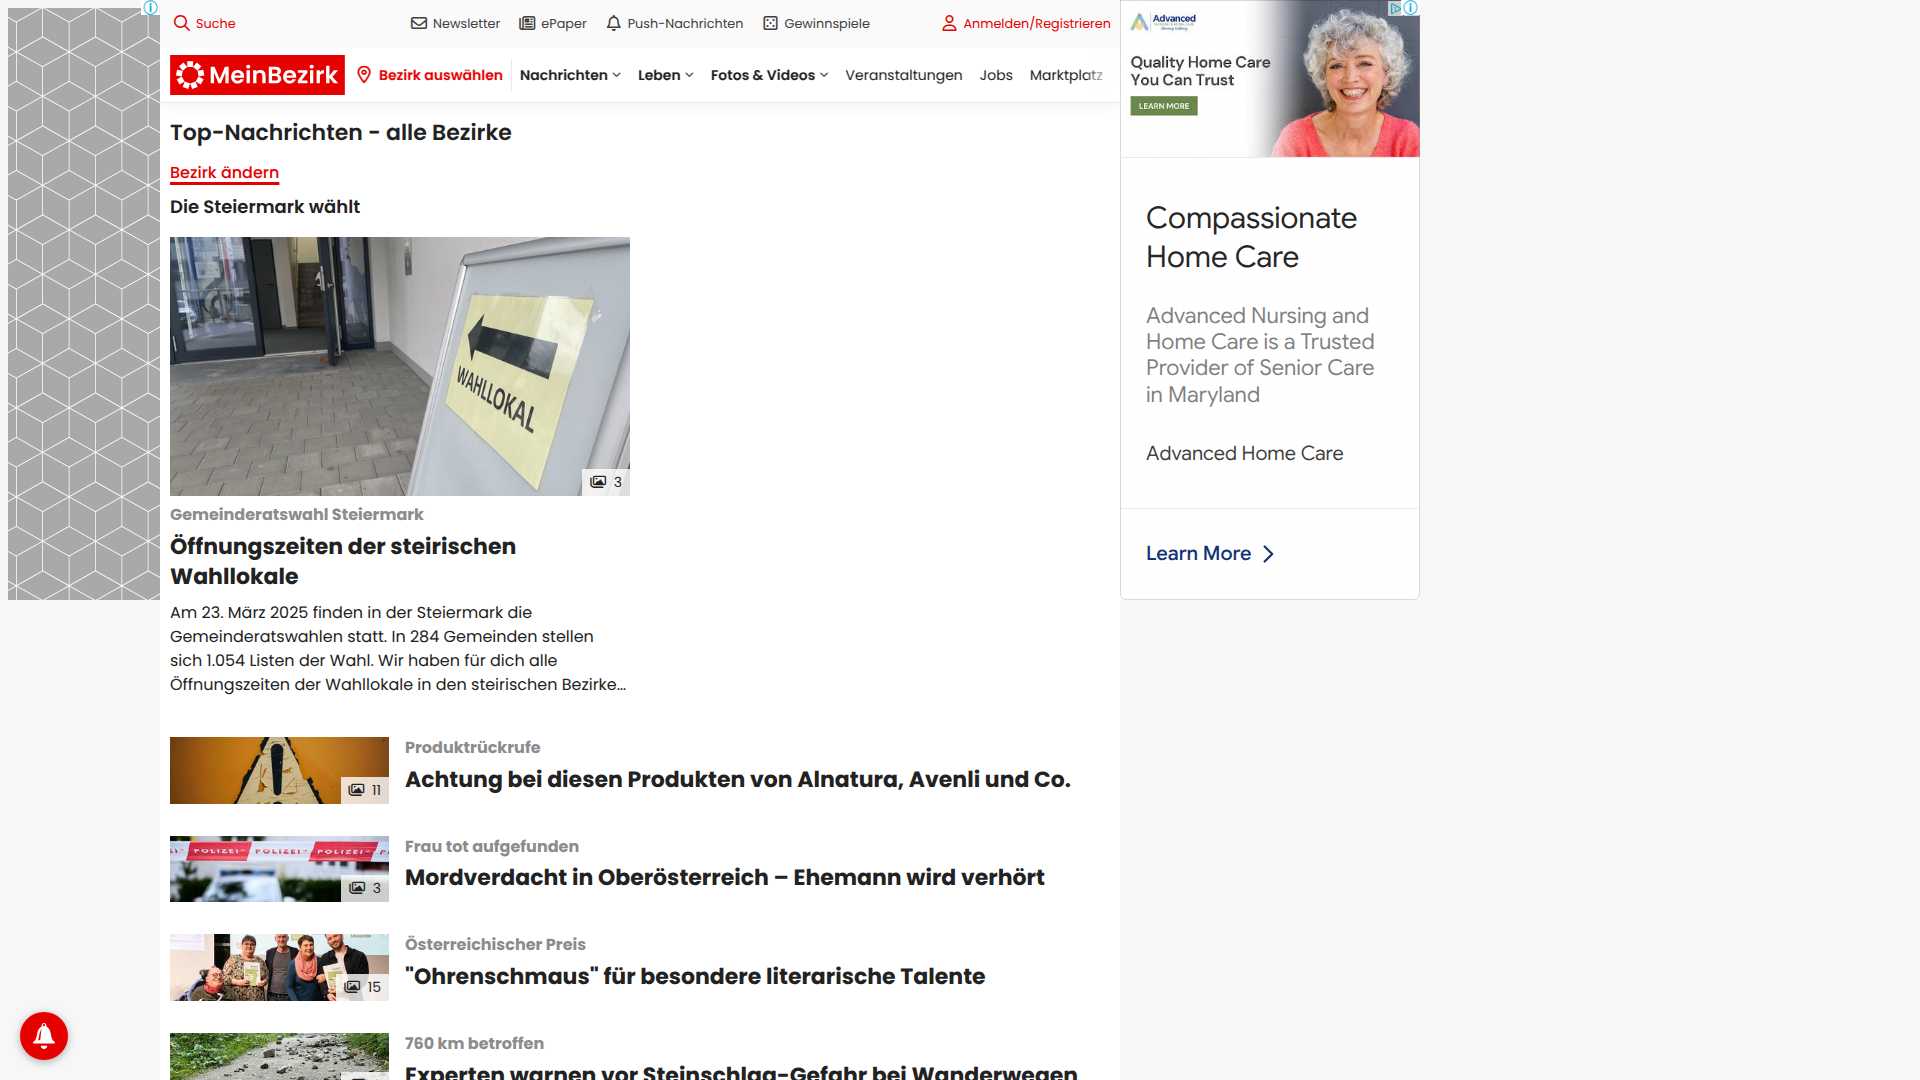 Suche
Newsletter
ePaper
Push-Nachrichten
Gewinnspiele
Anmelden/Registrieren
MeinBezirk
Bezirk auswählen
Nachrichten
Leben
Fotos & Videos
Veranstaltungen
Jobs
Marktplatz
Top-Nachrichten - alle Bezirke
Bezirk ändern
Die Steiermark wählt
WAHLLOKAL
3
Gemeinderatswahl Steiermark
Öffnungszeiten der steirischen
Wahllokale
Am 23. März 2025 finden in der Steiermark die
Gemeinderatswahlen statt. In 284 Gemeinden stellen
sich 1.054 Listen der Wahl. Wir haben für dich alle
Öffnungszeiten der Wahllokale in den steirischen Bezirke...
11
Produktrückrufe
Achtung bei diesen Produkten von Alnatura, Avenli und Co.
POLIZEI POLIZEI POLIZEI
3
Frau tot aufgefunden
Mordverdacht in Oberösterreich – Ehemann wird verhört
15
Österreichischer Preis
"Ohrenschmaus" für besondere literarische Talente
760 km betroffen
Experten warnen vor Steinschlag-Gefahr bei Wanderwegen
Advanced
Quality Home Care
You Can Trust
LEARN MORE
Compassionate
Home Care
Advanced Nursing and
Home Care is a Trusted
Provider of Senior Care
in Maryland
Advanced Home Care
Learn More